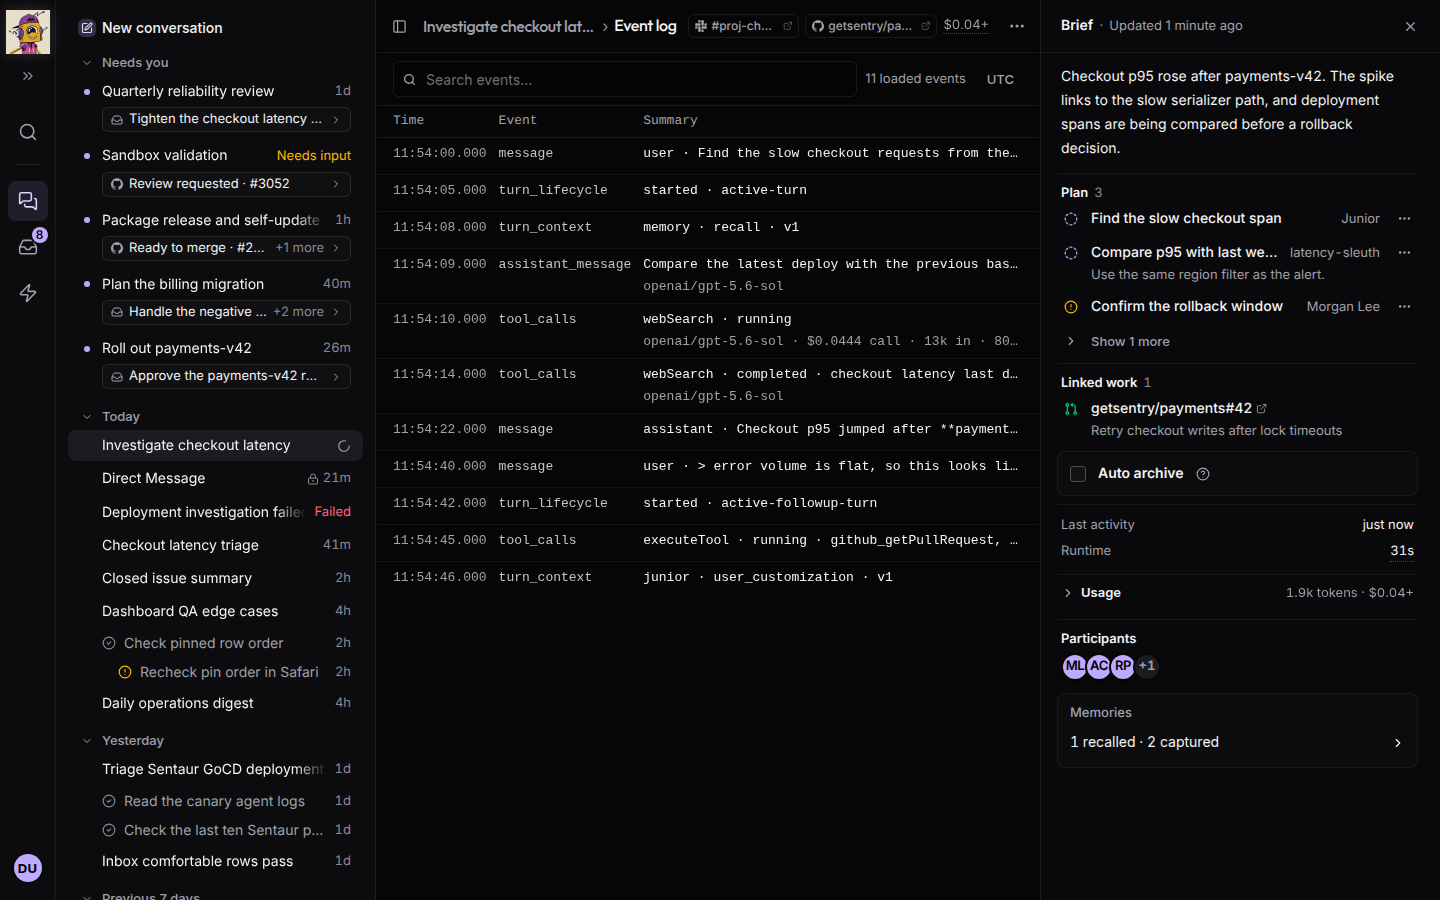 New conversation
Needs you
Quarterly reliability review 1d
Tighten the checkout latency ...
Sandbox validation Needs input
Review requested · #3052
Package release and self-update 1h
Ready to merge · #2... +1 more
Plan the billing migration 40m
Handle the negative ... +2 more
Roll out payments-v42 26m
Approve the payments-v42 r...
Today
Investigate checkout latency
Direct Message 21m
Deployment investigation failed Failed
Checkout latency triage 41m
Closed issue summary 2h
Dashboard QA edge cases 4h
Check pinned row order 2h
Recheck pin order in Safari 2h
Daily operations digest 4h
Yesterday
Triage Sentaur GoCD deployment 1d
Read the canary agent logs 1d
Check the last ten Sentaur p... 1d
Inbox comfortable rows pass 1d
Previous 7 days
8
DU
Investigate checkout lat... › Event log #proj-ch... getsentry/pa... $0.04+
Search events... 11 loaded events UTC
Time Event Summary
11:54:00.000 message user · Find the slow checkout requests from the…
11:54:05.000 turn_lifecycle started · active-turn
11:54:08.000 turn_context memory · recall · v1
11:54:09.000 assistant_message Compare the latest deploy with the previous bas…
openai/gpt-5.6-sol
11:54:10.000 tool_calls webSearch · running
openai/gpt-5.6-sol · $0.0444 call · 13k in · 80…
11:54:14.000 tool_calls webSearch · completed · checkout latency last d…
openai/gpt-5.6-sol
11:54:22.000 message assistant · Checkout p95 jumped after **payment…
11:54:40.000 message user · > error volume is flat, so this looks li…
11:54:42.000 turn_lifecycle started · active-followup-turn
11:54:45.000 tool_calls executeTool · running · github_getPullRequest, …
11:54:46.000 turn_context junior · user_customization · v1
Brief · Updated 1 minute ago
Checkout p95 rose after payments-v42. The spike
links to the slow serializer path, and deployment
spans are being compared before a rollback
decision.
Plan 3
Find the slow checkout span Junior
Compare p95 with last we... latency-sleuth
Use the same region filter as the alert.
Confirm the rollback window Morgan Lee
Show 1 more
Linked work 1
getsentry/payments#42
Retry checkout writes after lock timeouts
Auto archive
Last activity just now
Runtime 31s
Usage 1.9k tokens · $0.04+
Participants
ML AC RP +1
Memories
1 recalled · 2 captured